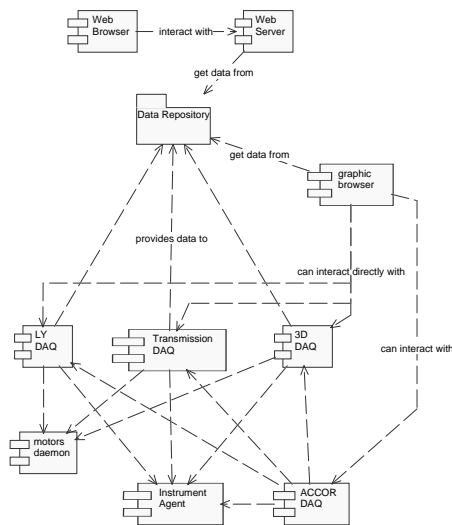 Web
Browser
interact with
Web
Server
get data from
Data Repository
get data from
graphic
browser
provides data to
can interact directly with
LY
DAQ
Transmission
DAQ
3D
DAQ
can interact with
motors
daemon
Instrument
Agent
ACCOR
DAQ